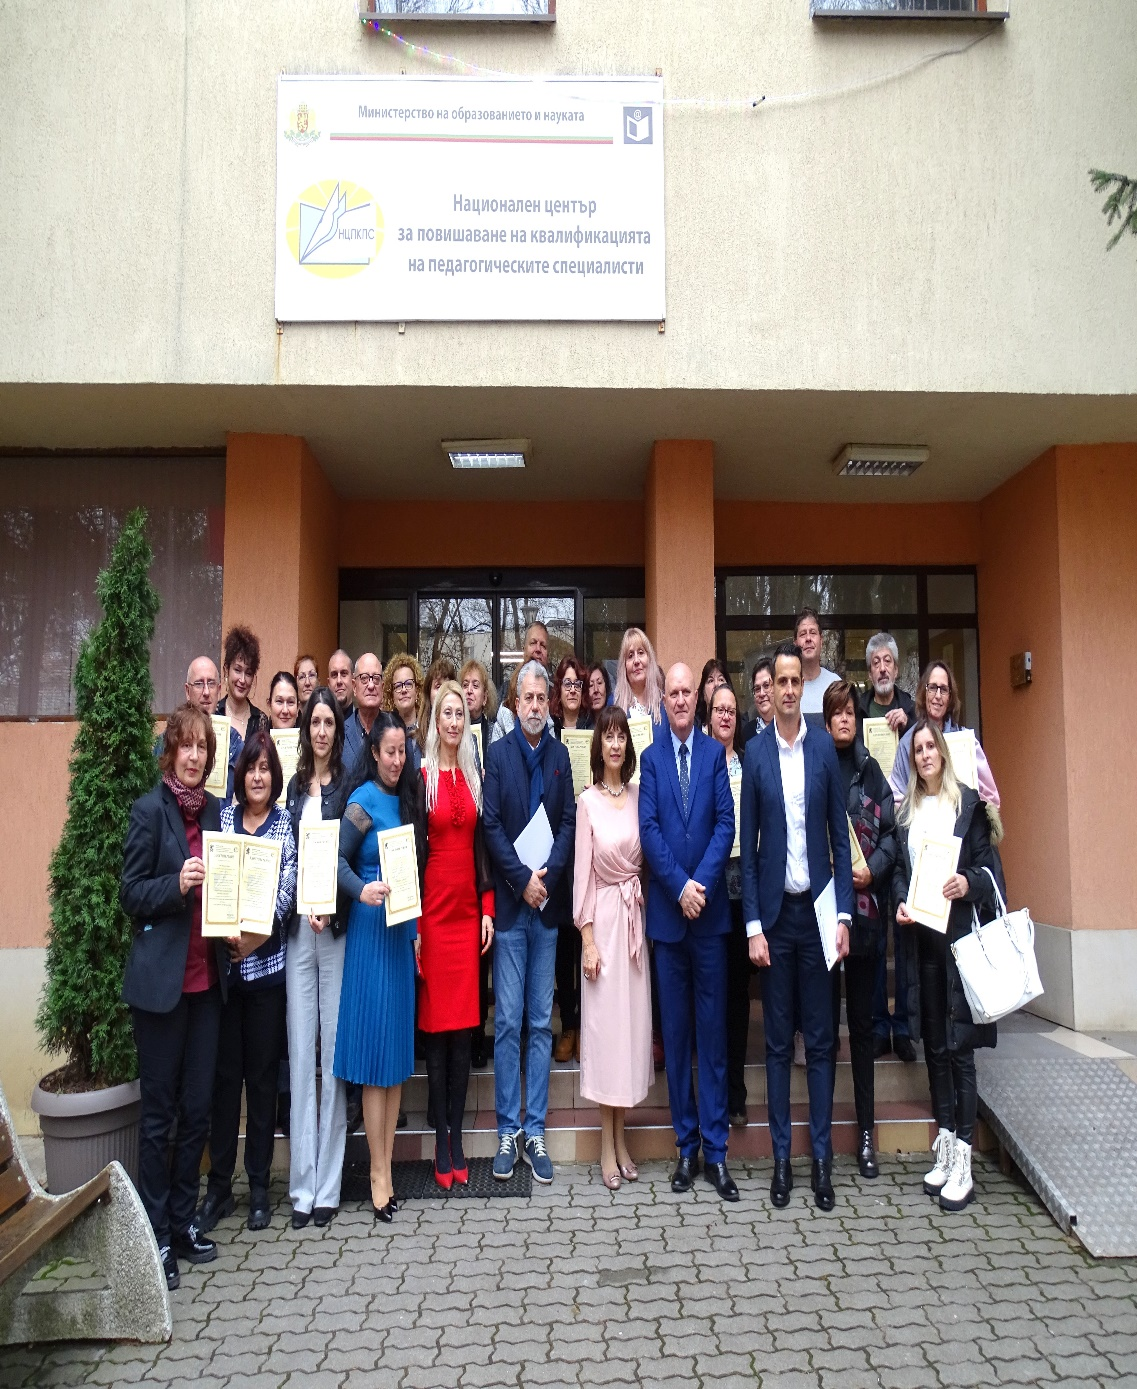 Министерство на образованието и науката
НЦПКПС
Национален център
за повишаване на квалификацията
на педагогическите специалисти